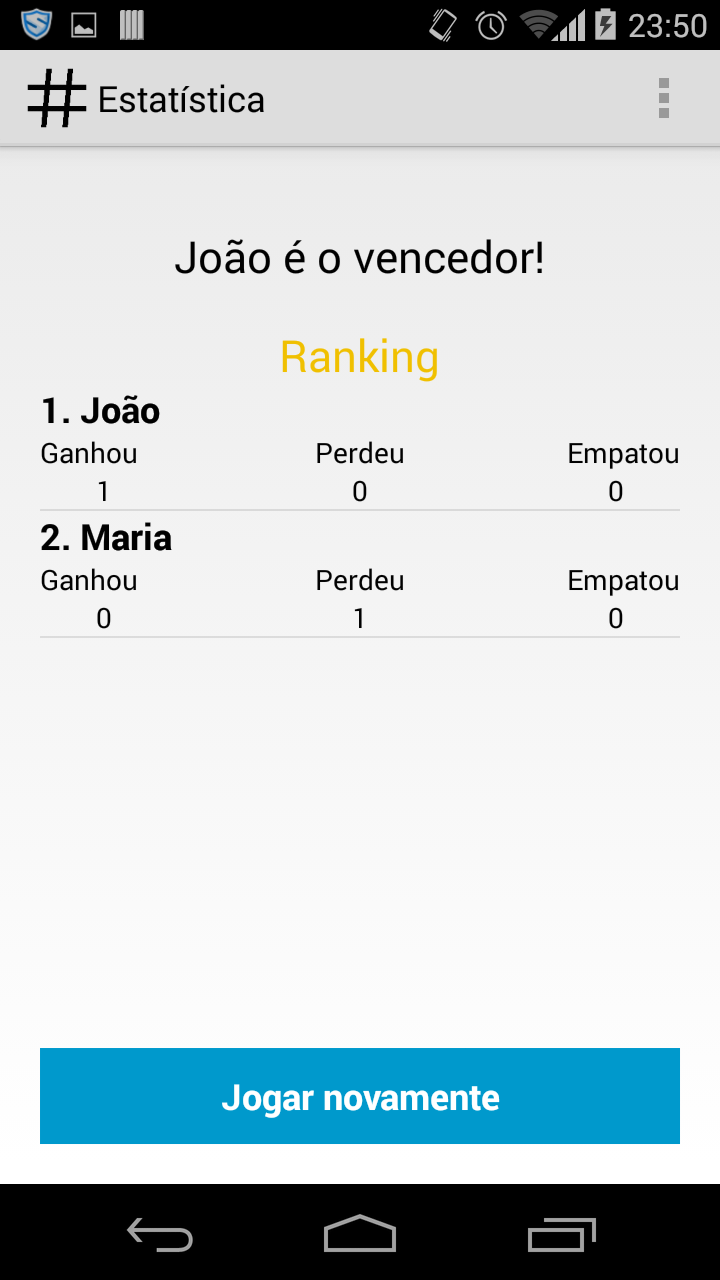 23:50
Estatística
João é o vencedor!
Ranking
1. João
Ganhou Perdeu Empatou
1 0 0
2. Maria
Ganhou Perdeu Empatou
0 1 0
Jogar novamente